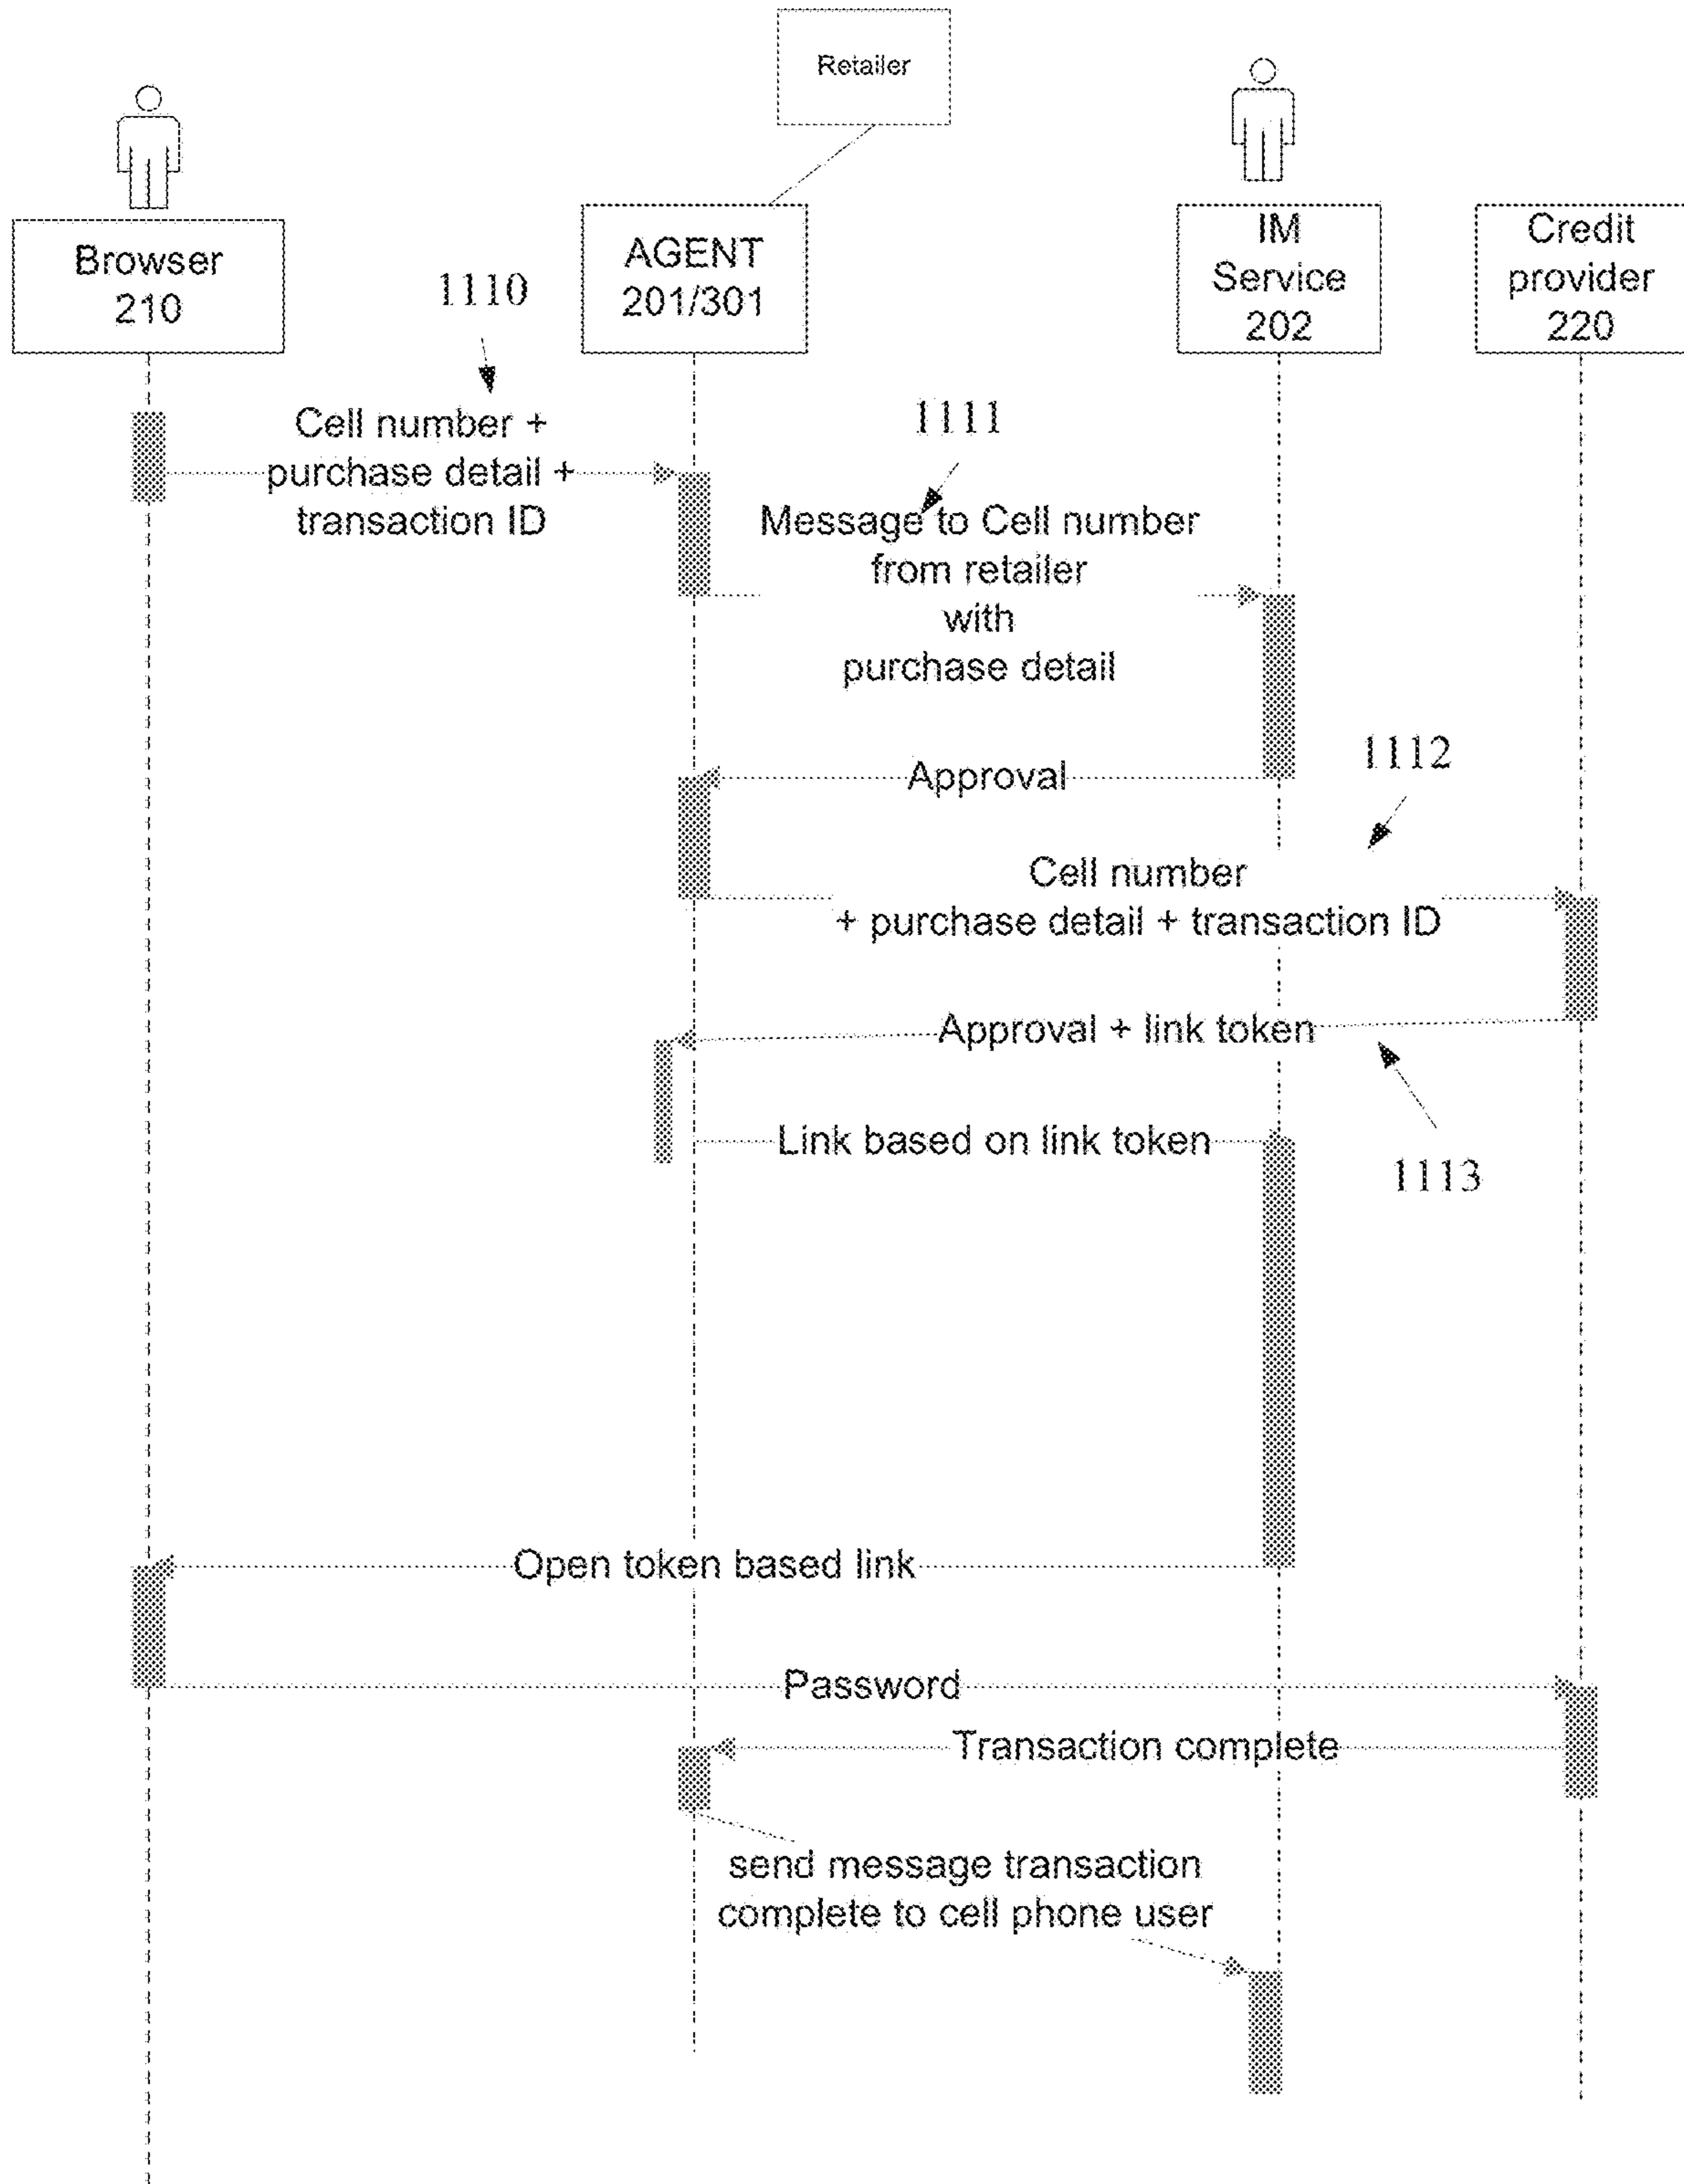 Retailer
Browser
210
AGENT
201/301
IM
Service
202
Credit
provider
220
1110
Cell number +
purchase detail +
transaction ID
1111
Message to Cell number
from retailer
with
purchase detail
Approval
1112
Cell number
+ purchase detail + transaction ID
Approval + link token
Link based on link token
1113
Open token based link
Password
Transaction complete
send message transaction
complete to cell phone user